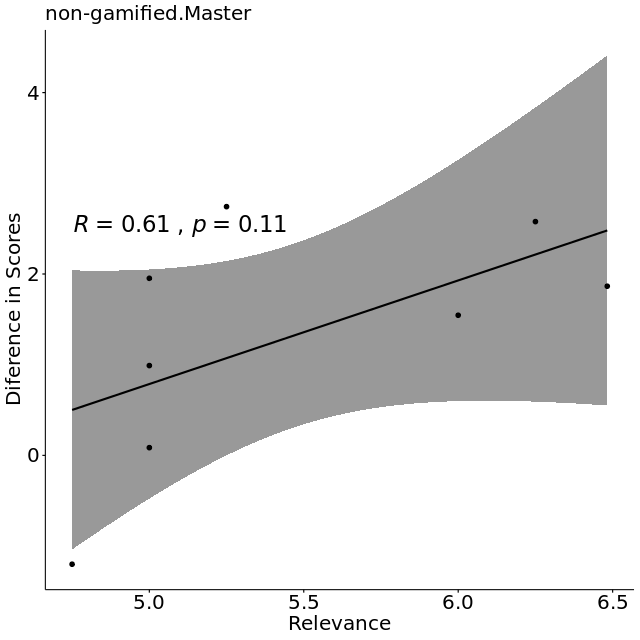 non-gamified.Master
4
R = 0.61 , p = 0.11
2
0
Diference in Scores
5.0 5.5 6.0 6.5
Relevance